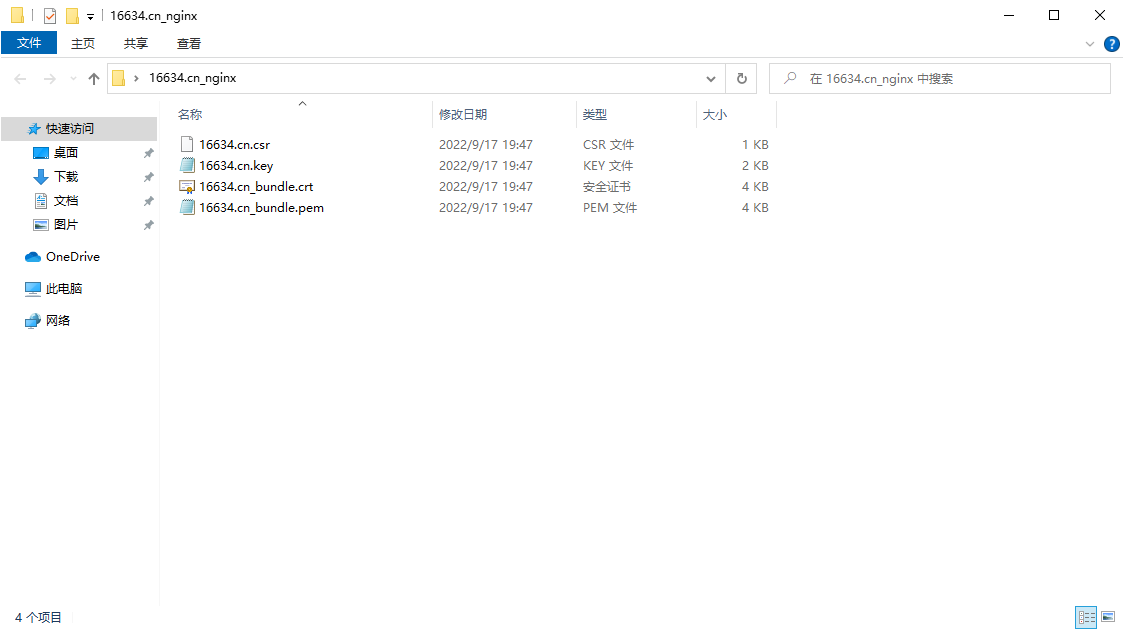 16634.cn_nginx
文件 主页 共享 查看
16634.cn_nginx 在 16634.cn_nginx 中搜索
名称 修改日期 类型 大小
快速访问
桌面
下载
文档
图片
OneDrive
此电脑
网络
16634.cn.csr 2022/9/17 19:47 CSR 文件 1 KB
16634.cn.key 2022/9/17 19:47 KEY 文件 2 KB
16634.cn_bundle.crt 2022/9/17 19:47 安全证书 4 KB
16634.cn_bundle.pem 2022/9/17 19:47 PEM 文件 4 KB
4 个项目